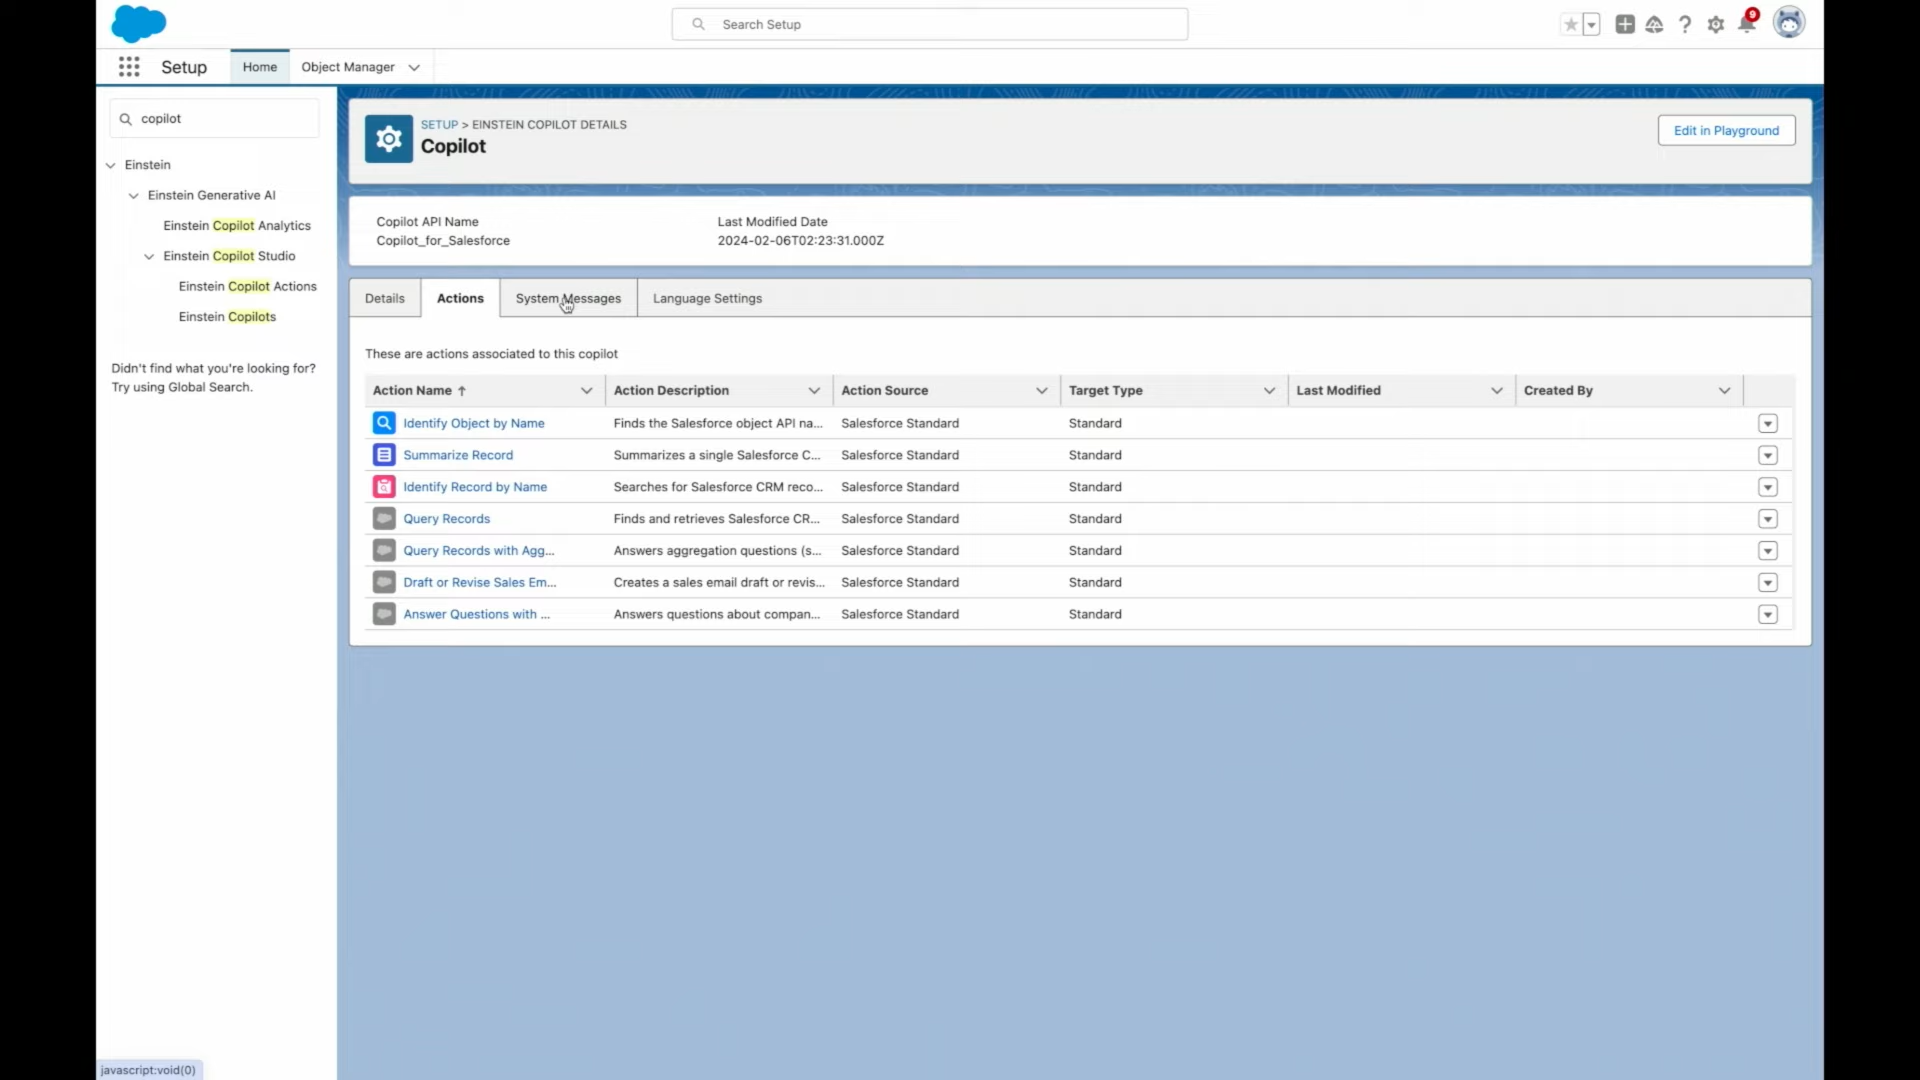 Search Setup
9
Setup
Home
Object Manager
copilot
Einstein
Einstein Generative AI
Einstein Copilot Analytics
Einstein Copilot Studio
Einstein Copilot Actions
Einstein Copilots
Didn't find what you're looking for?
Try using Global Search.
SETUP > EINSTEIN COPILOT DETAILS
Copilot
Edit in Playground
Copilot API Name
Copilot_for_Salesforce
Last Modified Date
2024-02-06T02:23:31.000Z
Details
Actions
System Messages
Language Settings
These are actions associated to this copilot
Action Name Action Description Action Source Target Type Last Modified Created By
Identify Object by Name Finds the Salesforce object API na... Salesforce Standard Standard
Summarize Record Summarizes a single Salesforce C... Salesforce Standard Standard
Identify Record by Name Searches for Salesforce CRM reco... Salesforce Standard Standard
Query Records Finds and retrieves Salesforce CR... Salesforce Standard Standard
Query Records with Agg... Answers aggregation questions (s... Salesforce Standard Standard
Draft or Revise Sales Em... Creates a sales email draft or revis... Salesforce Standard Standard
Answer Questions with ... Answers questions about compan... Salesforce Standard Standard
javascript:void(0)